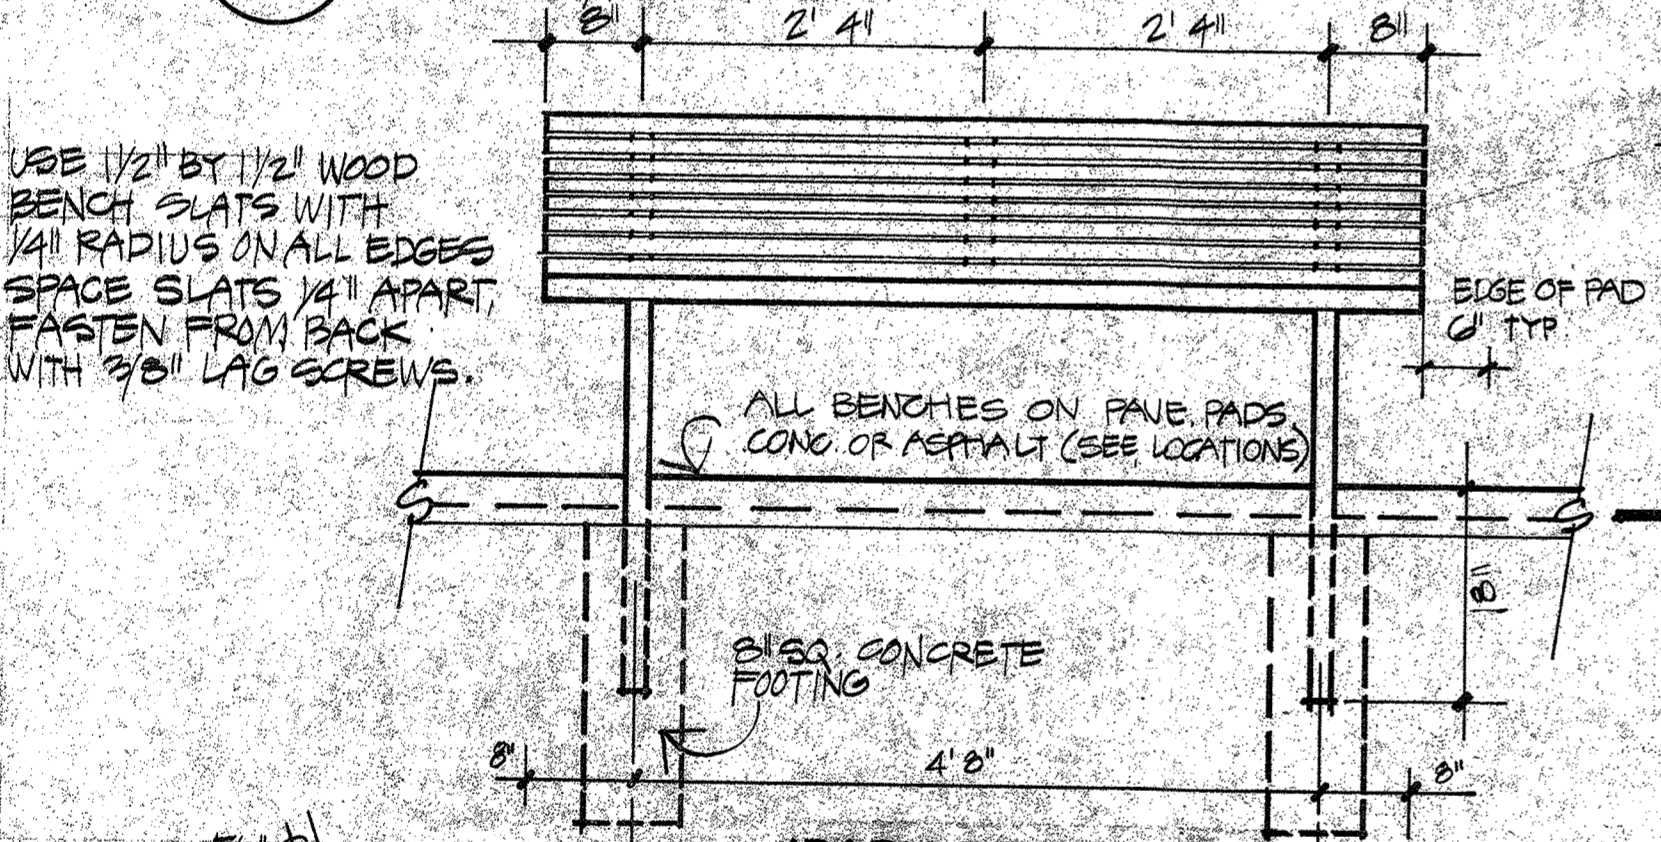 8" 2' 4" 2' 4" 8"
USE 1 1/2" BY 1 1/2" WOOD
BENCH SLATS WITH
1/4" RADIUS ON ALL EDGES
SPACE SLATS 1/4" APART,
FASTEN FROM BACK
WITH 3/8" LAG SCREWS.
EDGE OF PAD
6" TYP.
ALL BENCHES ON PAVE. PADS
CONC. OR ASPHALT (SEE LOCATIONS)
18"
8" SQ. CONCRETE
FOOTING
8" 4' 8" 8"